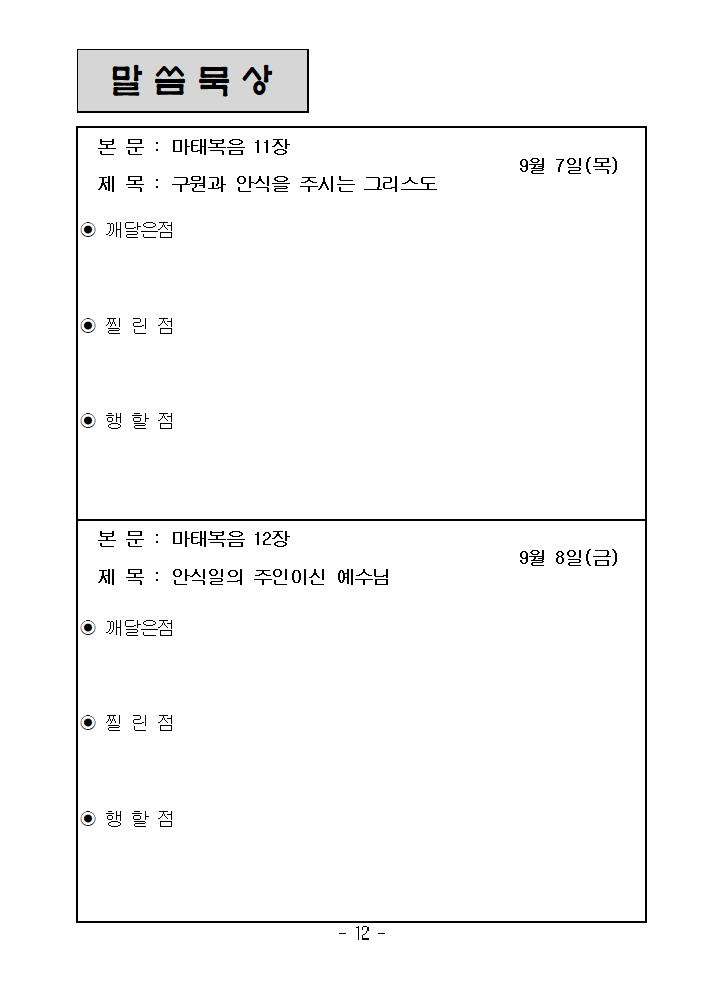 말 씀 묵 상
본 문 : 마태복음 11장
9월 7일(목)
제 목 : 구원과 안식을 주시는 그리스도
◉ 깨달은점
◉ 찔 린 점
◉ 행 할 점
본 문 : 마태복음 12장
9월 8일(금)
제 목 : 안식일의 주인이신 예수님
◉ 깨달은점
◉ 찔 린 점
◉ 행 할 점
- 12 -